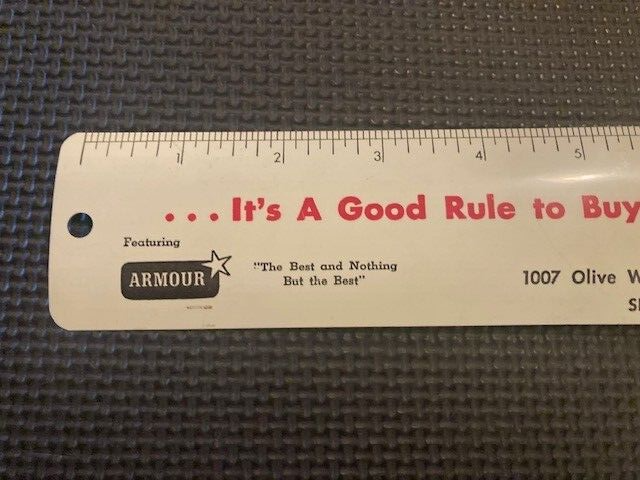 1 2 3 4 5
...It's A Good Rule to Buy
Featuring
ARMOUR
"The Best and Nothing
But the Best"
1007 Olive